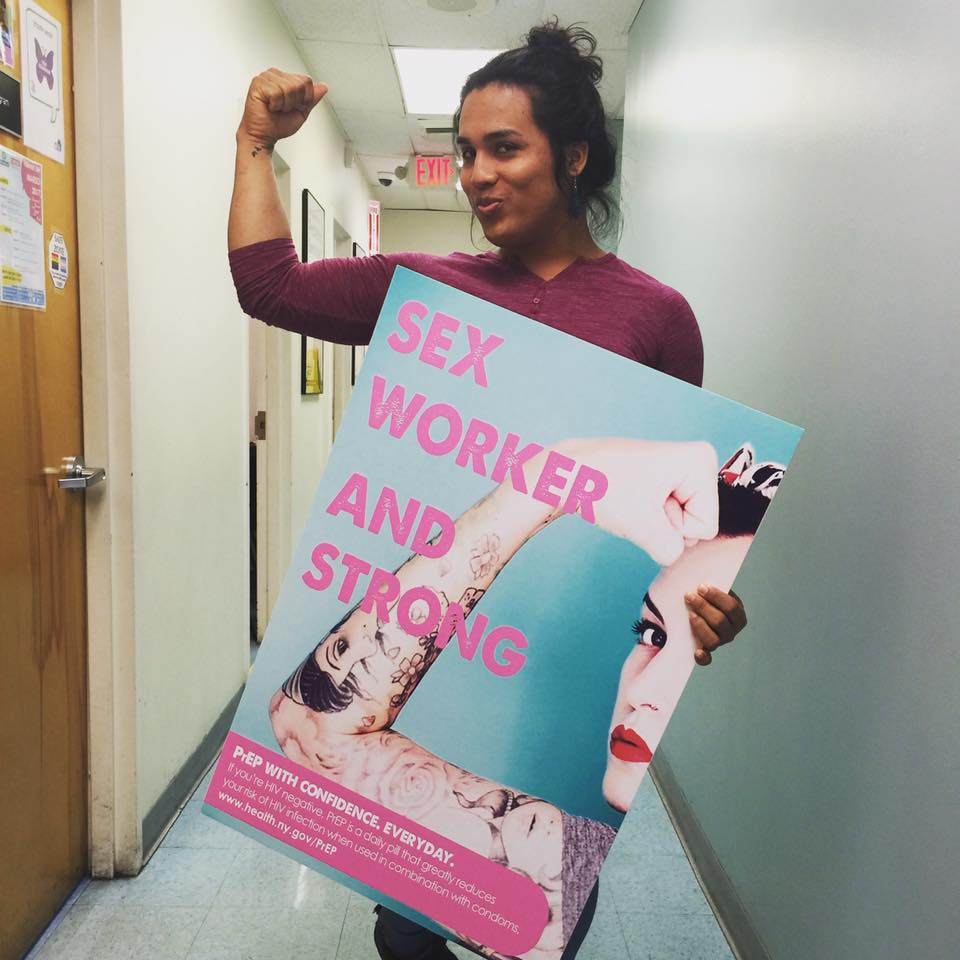 EXIT
SEX
WORKER
AND
STRONG
PrEP WITH CONFIDENCE. EVERYDAY.
If you're HIV negative, PrEP is a daily pill that greatly reduces
your risk of HIV infection when used in combination with condoms.
www.health.ny.gov/PrEP